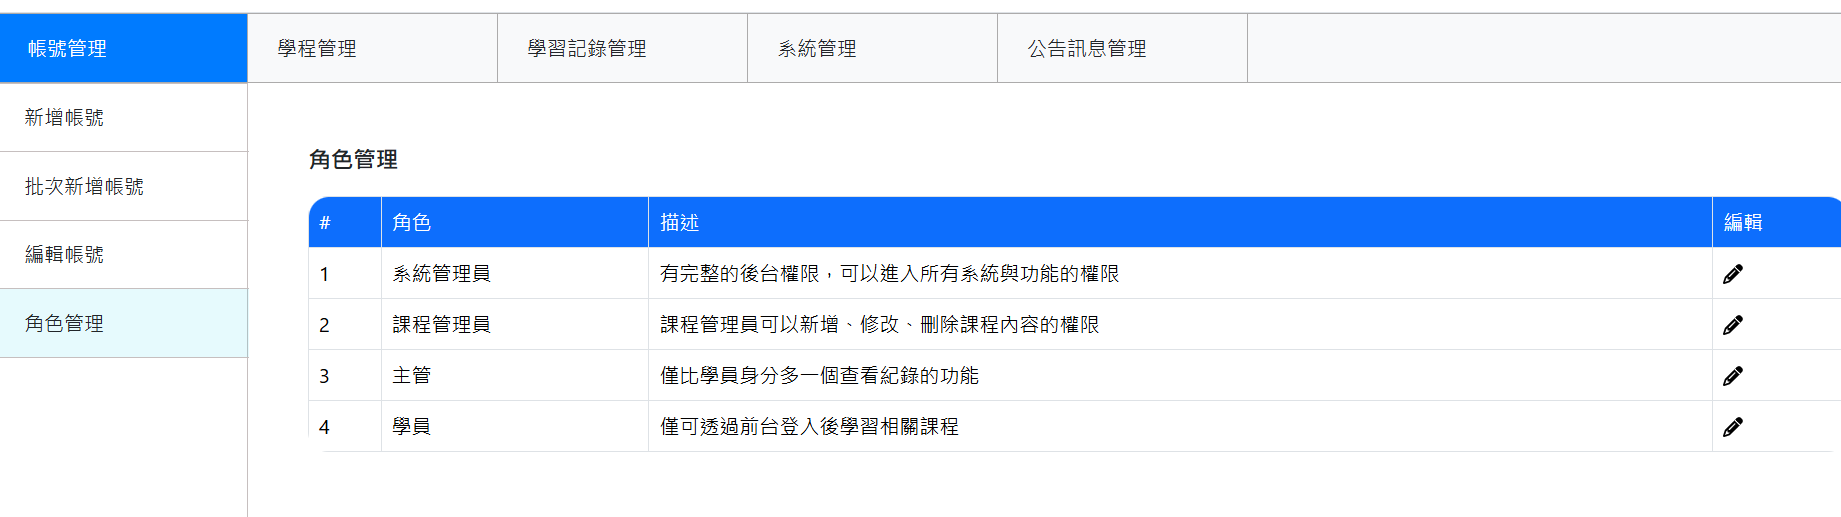 帳號管理 學程管理 學習記錄管理 系統管理 公告訊息管理
新增帳號
批次新增帳號
編輯帳號
角色管理
角色管理
# 角色 描述 編輯
1 系統管理員 有完整的後台權限，可以進入所有系統與功能的權限
2 課程管理員 課程管理員可以新增、修改、刪除課程內容的權限
3 主管 僅比學員身分多一個查看紀錄的功能
4 學員 僅可透過前台登入後學習相關課程